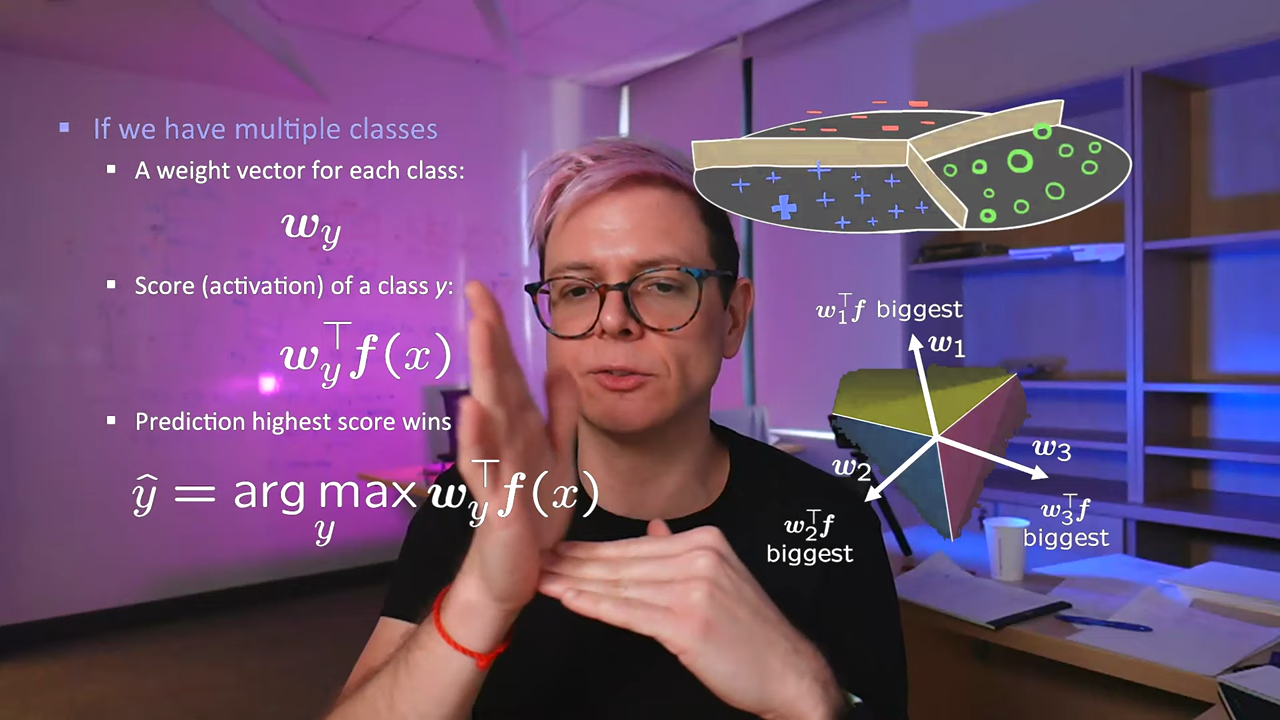 If we have multiple classes
A weight vector for each class:
w_y
Score (activation) of a class y:
w_y^⊤ f(x)
Prediction highest score wins
ŷ = arg max_y w_y^⊤ f(x)
w_1^⊤ f biggest
w_1
w_2
w_3
w_2^⊤ f
biggest
w_3^⊤ f
biggest